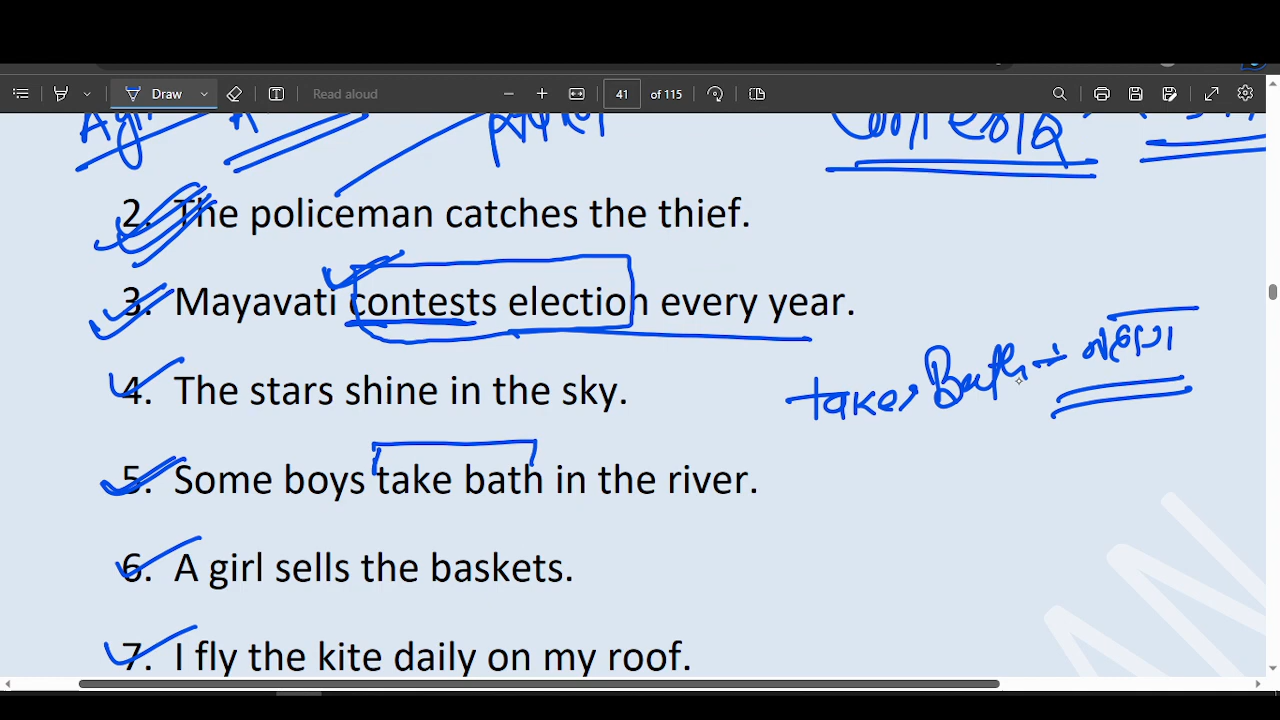 Draw
Read aloud
41 of 115
2. The policeman catches the thief.
3. Mayavati contests election every year.
4. The stars shine in the sky.
take Bath नहाना
5. Some boys take bath in the river.
6. A girl sells the baskets.
7. I fly the kite daily on my roof.